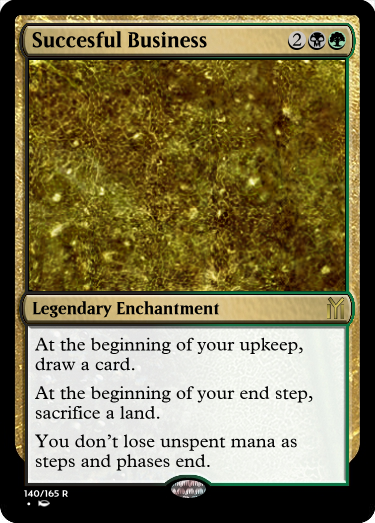 Succesful Business 2
Legendary Enchantment
At the beginning of your upkeep,
draw a card.
At the beginning of your end step,
sacrifice a land.
You don't lose unspent mana as
steps and phases end.
140/165 R